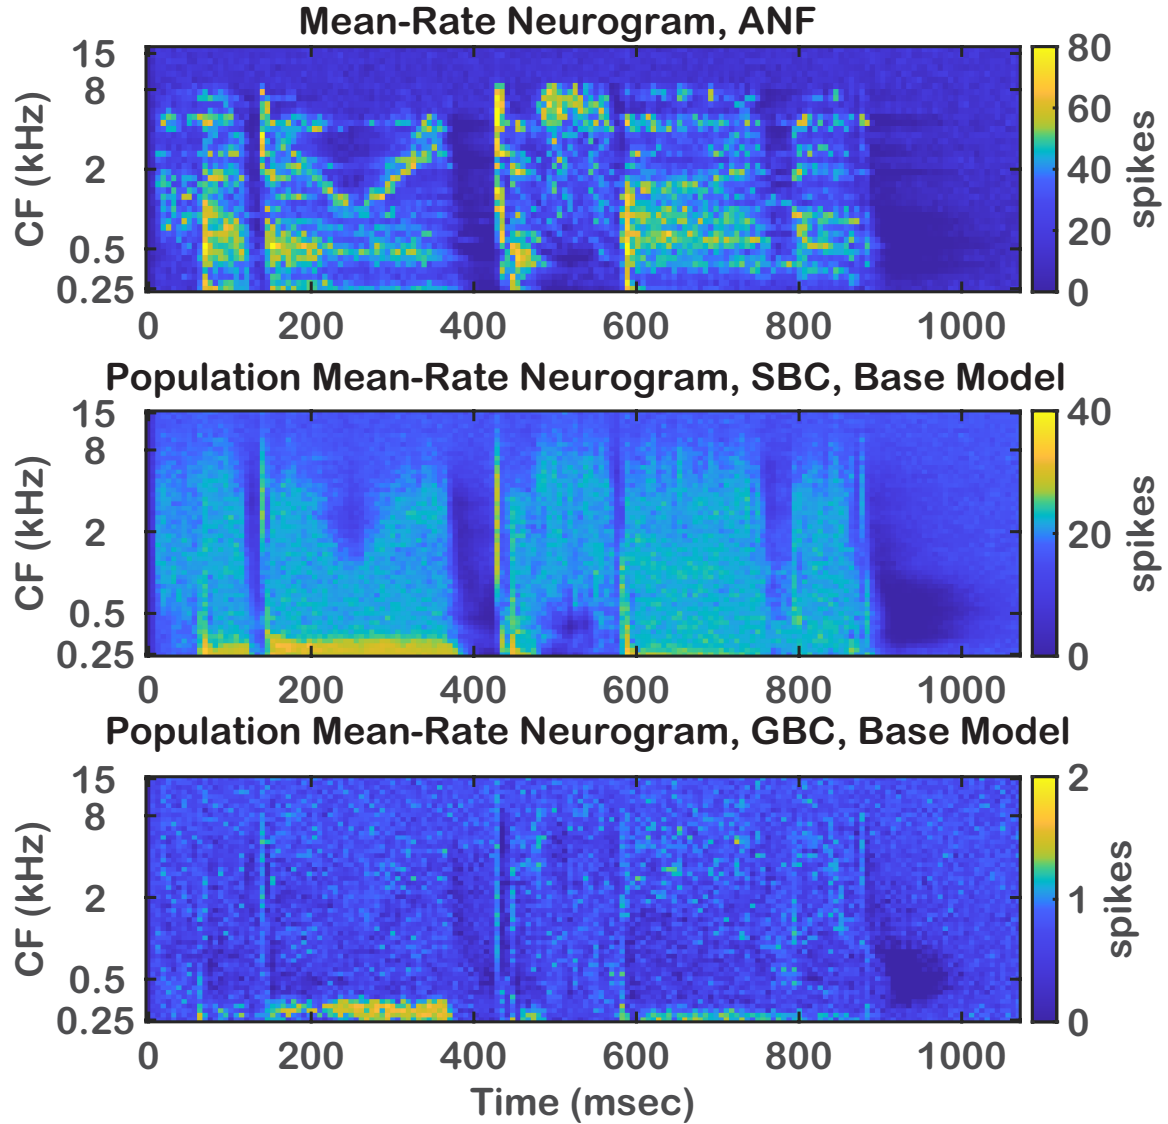 Mean-Rate Neurogram, ANF
15
8
2
0.5
0.25
CF (kHz)
0 200 400 600 800 1000
80
60
40
20
0
spikes
Population Mean-Rate Neurogram, SBC, Base Model
15
8
2
0.5
0.25
CF (kHz)
0 200 400 600 800 1000
40
20
0
spikes
Population Mean-Rate Neurogram, GBC, Base Model
15
8
2
0.5
0.25
CF (kHz)
0 200 400 600 800 1000
2
1
0
spikes
Time (msec)